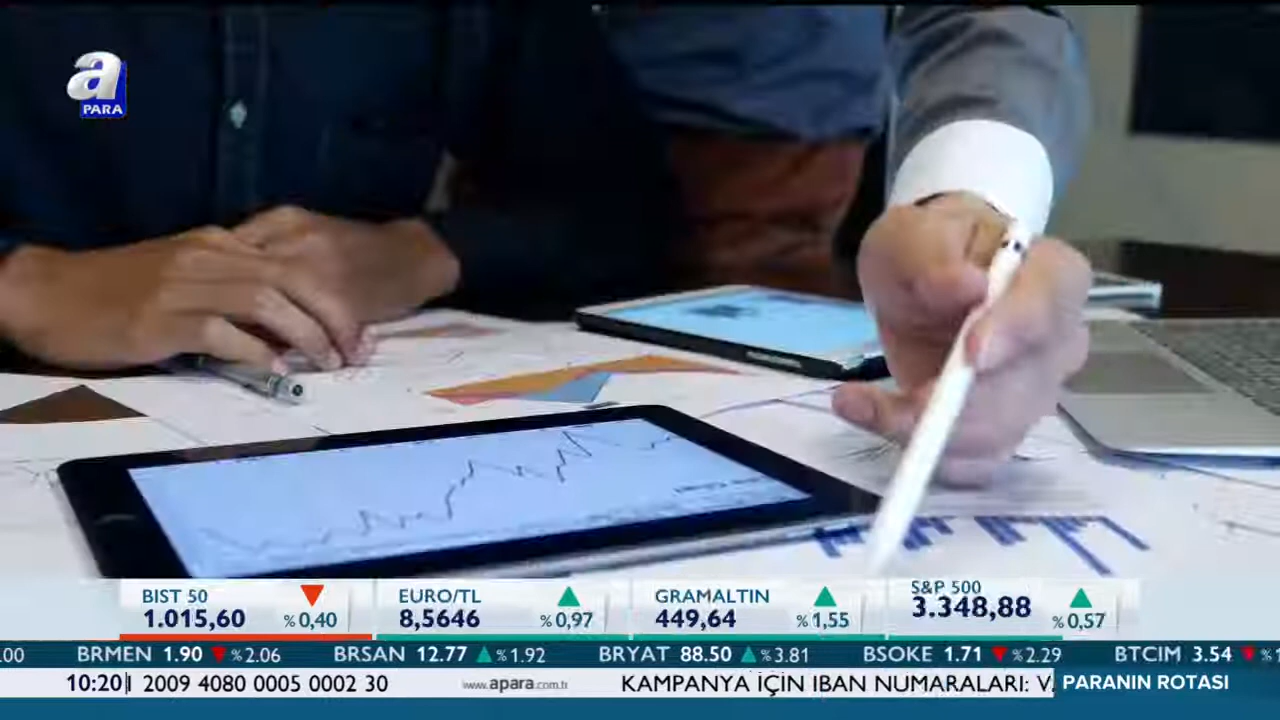 a
PARA
BIST 50
1.015,60 %0,40
EURO/TL
8,5646 %0,97
GRAMALTIN
449,64 %1,55
S&P 500
3.348,88 %0,57
.00 BRMEN 1.90 %2.06 BRSAN 12.77 %1.92 BRYAT 88.50 %3.81 BSOKE 1.71 %2.29 BTCIM 3.54 %1
10:20 2009 4080 0005 0002 30 www.apara.com.tr KAMPANYA İÇİN IBAN NUMARALARI: PARANIN ROTASI